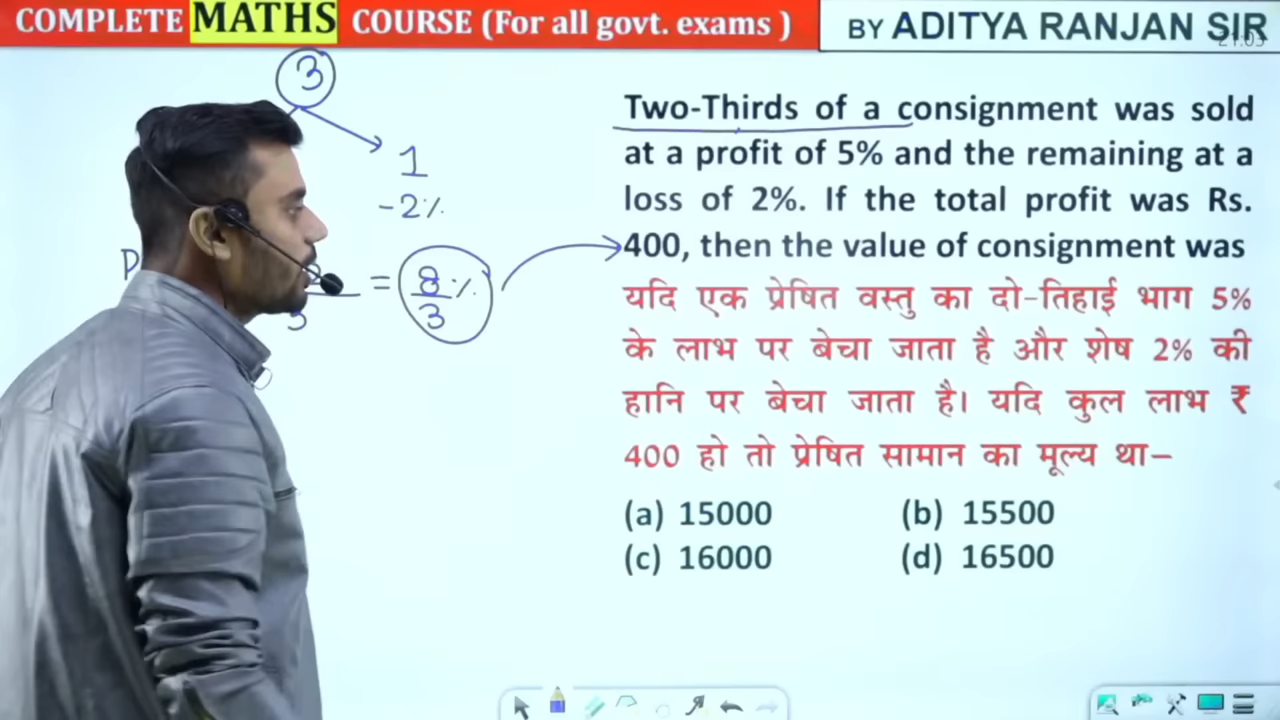 COMPLETE MATHS COURSE (For all govt. exams )
BY ADITYA RANJAN SIR
21:05
3
1
-2%
P
3
= 8/3 %
Two-Thirds of a consignment was sold
at a profit of 5% and the remaining at a
loss of 2%. If the total profit was Rs.
400, then the value of consignment was
यदि एक प्रेषित वस्तु का दो-तिहाई भाग 5%
के लाभ पर बेचा जाता है और शेष 2% की
हानि पर बेचा जाता है। यदि कुल लाभ ₹
400 हो तो प्रेषित सामान का मूल्य था–
(a) 15000
(b) 15500
(c) 16000
(d) 16500